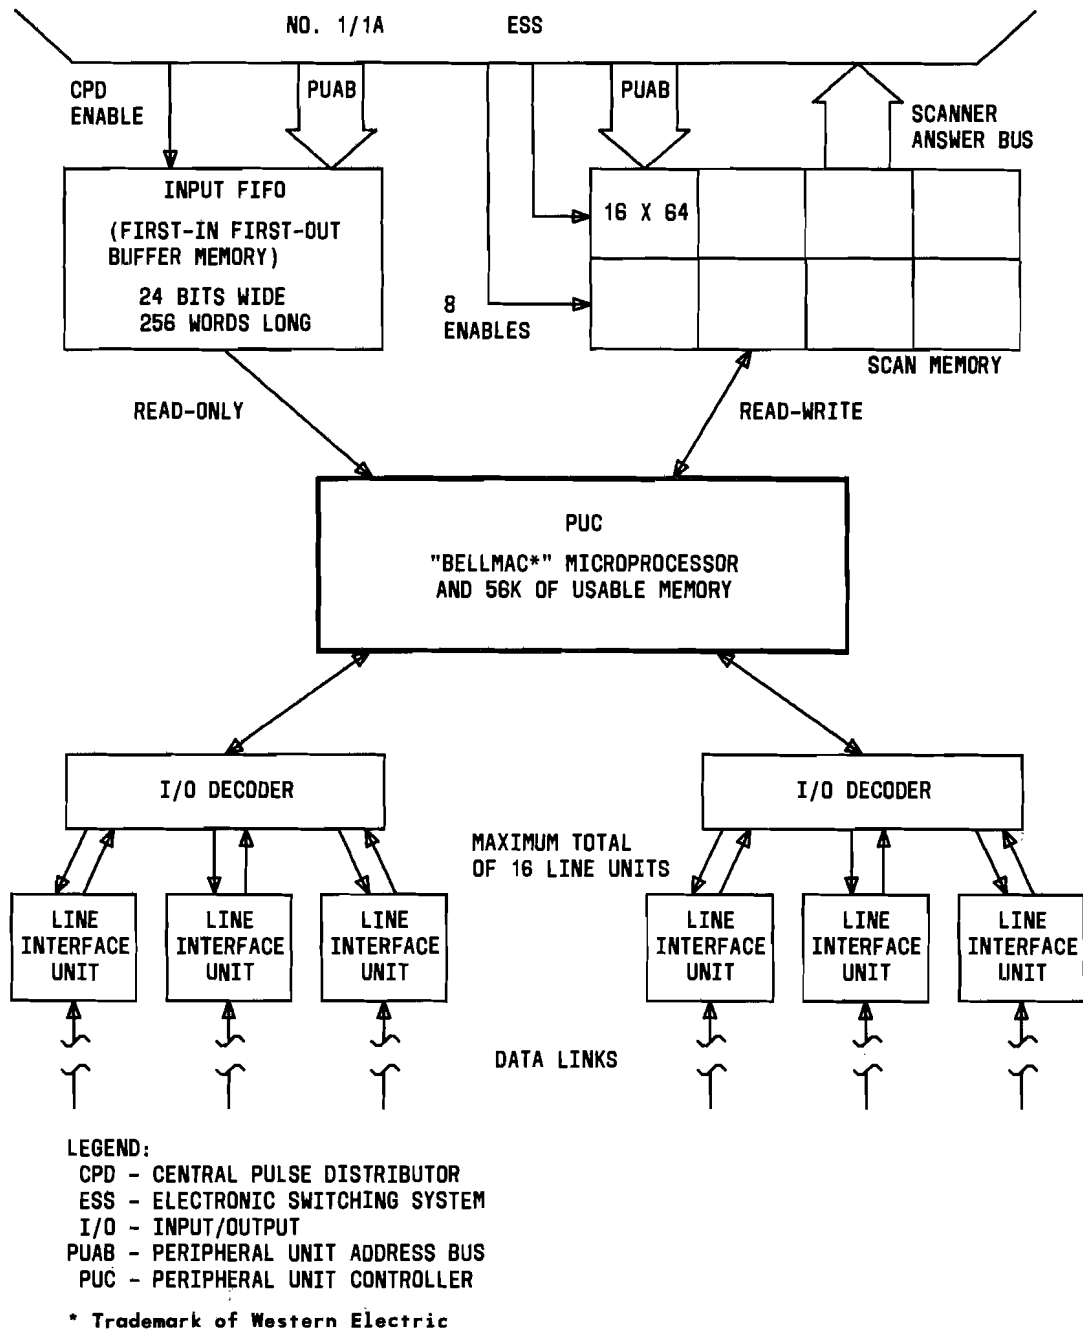 NO. 1/1A ESS
CPD
ENABLE
PUAB
PUAB
SCANNER
ANSWER BUS
INPUT FIFO
(FIRST-IN FIRST-OUT
BUFFER MEMORY)
24 BITS WIDE
256 WORDS LONG
16 X 64
8
ENABLES
SCAN MEMORY
READ-ONLY
READ-WRITE
PUC
"BELLMAC*" MICROPROCESSOR
AND 56K OF USABLE MEMORY
I/O DECODER
I/O DECODER
MAXIMUM TOTAL
OF 16 LINE UNITS
LINE
INTERFACE
UNIT
LINE
INTERFACE
UNIT
LINE
INTERFACE
UNIT
LINE
INTERFACE
UNIT
LINE
INTERFACE
UNIT
LINE
INTERFACE
UNIT
DATA LINKS
LEGEND:
CPD - CENTRAL PULSE DISTRIBUTOR
ESS - ELECTRONIC SWITCHING SYSTEM
I/O - INPUT/OUTPUT
PUAB - PERIPHERAL UNIT ADDRESS BUS
PUC - PERIPHERAL UNIT CONTROLLER
* Trademark of Western Electric